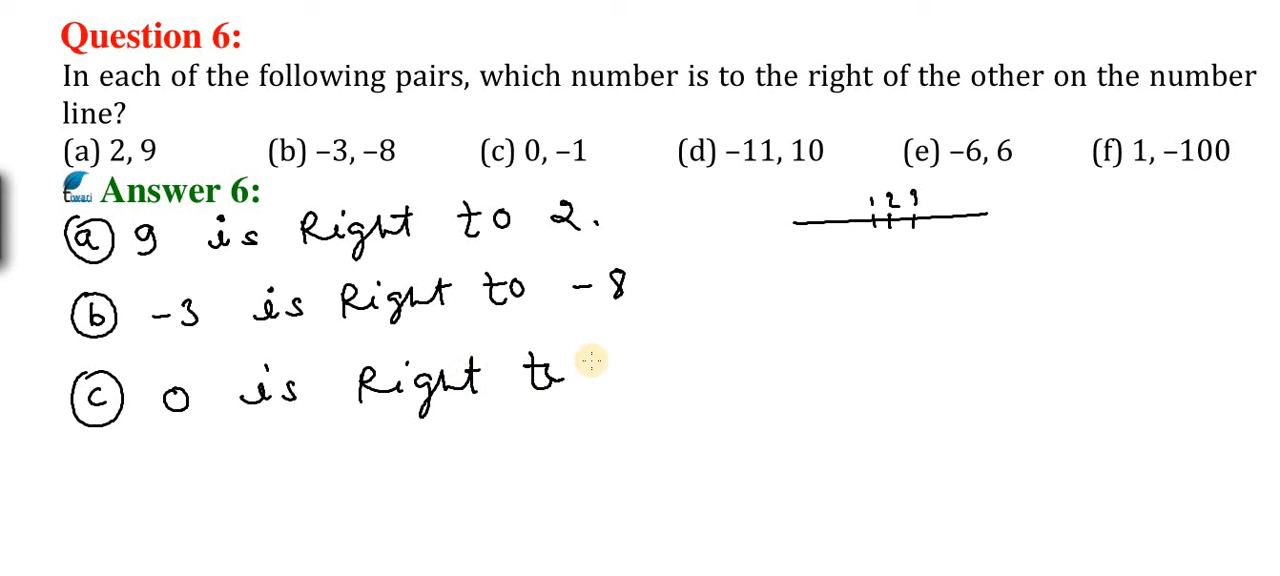 Question 6:
In each of the following pairs, which number is to the right of the other on the number
line?
(a) 2, 9 (b) –3, –8 (c) 0, –1 (d) –11, 10 (e) –6, 6 (f) 1, –100
Answer 6:
1 2 9
(a) 9 is Right to 2.
(b) -3 is Right to -8
(c) 0 is Right